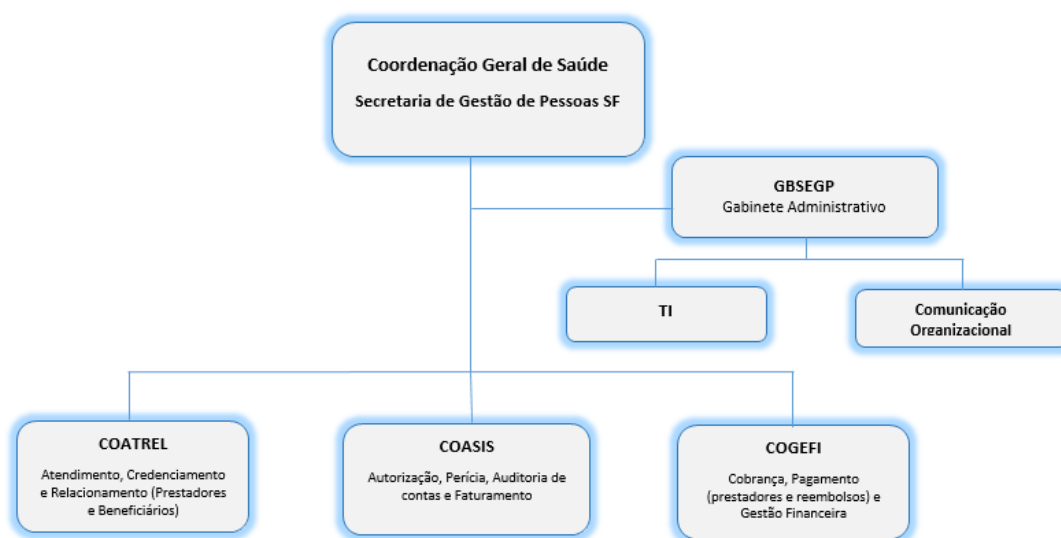 Coordenação Geral de Saúde
Secretaria de Gestão de Pessoas SF
GBSEGP
Gabinete Administrativo
TI
Comunicação
Organizacional
COATREL
Atendimento, Credenciamento
e Relacionamento (Prestadores
e Beneficiários)
COASIS
Autorização, Perícia, Auditoria de
contas e Faturamento
COGEFI
Cobrança, Pagamento
(prestadores e reembolsos) e
Gestão Financeira